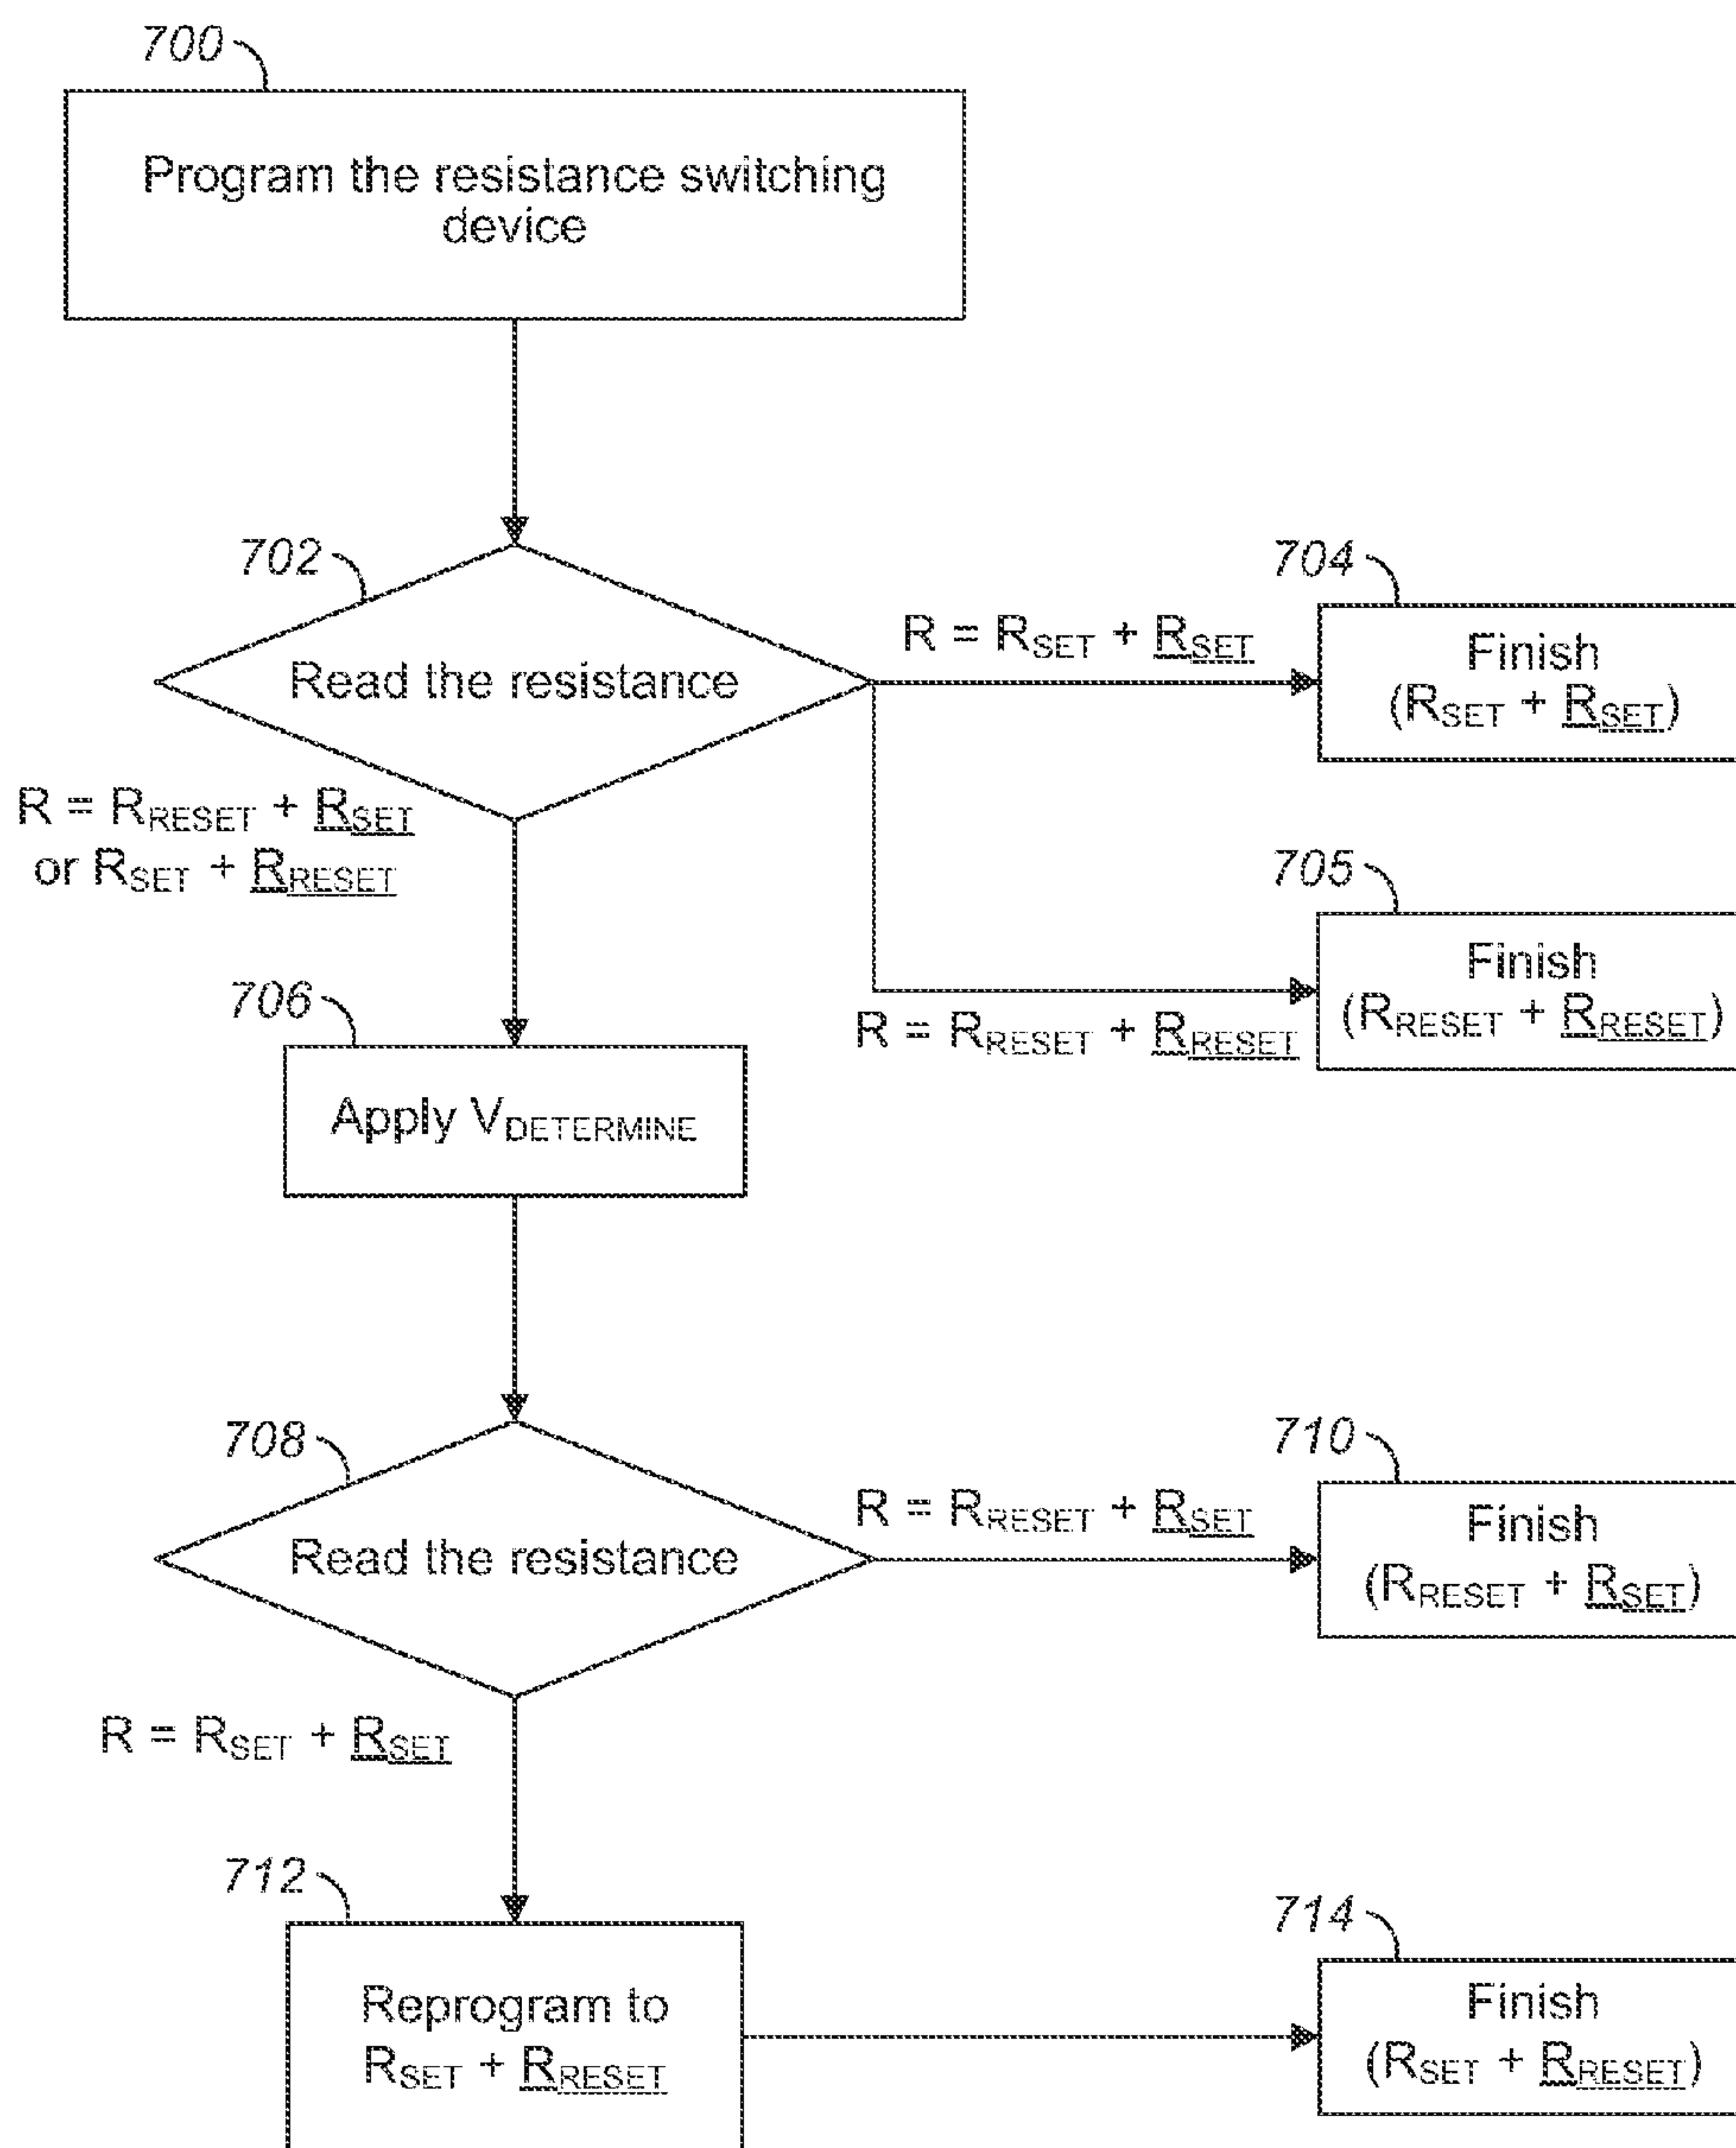 700
Program the resistance switching
device
702
Read the resistance
R = RSET + RSET
704
Finish
(RSET + RSET)
R = RRESET + RSET
or RSET + RRESET
705
Finish
(RRESET + RRESET)
R = RRESET + RRESET
706
Apply VDETERMINE
708
Read the resistance
R = RRESET + RSET
710
Finish
(RRESET + RSET)
R = RSET + RSET
712
Reprogram to
RSET + RRESET
714
Finish
(RSET + RRESET)